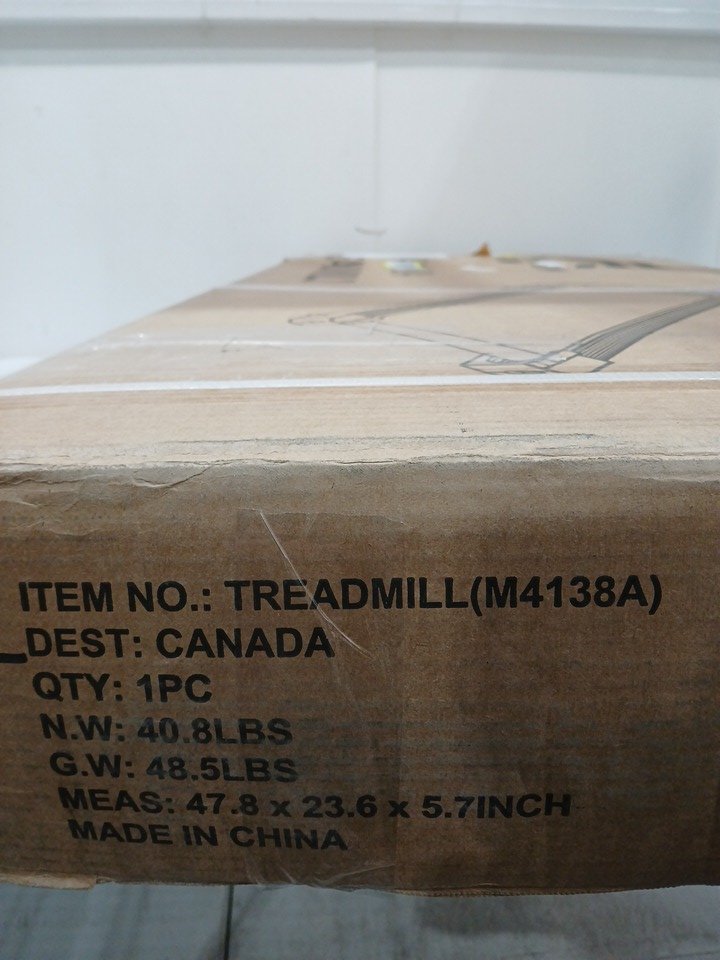 ITEM NO.: TREADMILL(M4138A)
DEST: CANADA
QTY: 1PC
N.W: 40.8LBS
G.W: 48.5LBS
MEAS: 47.8 x 23.6 x 5.7INCH
MADE IN CHINA